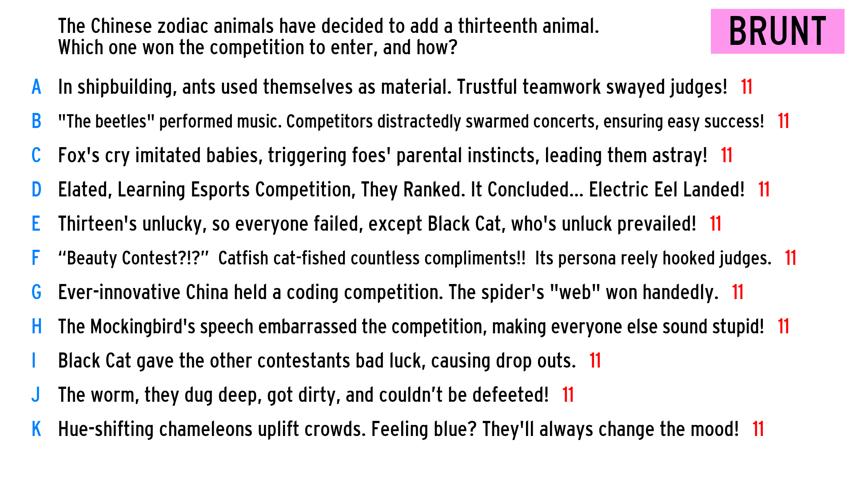 The Chinese zodiac animals have decided to add a thirteenth animal.
Which one won the competition to enter, and how?
BRUNT
A In shipbuilding, ants used themselves as material. Trustful teamwork swayed judges! 11
B "The beetles" performed music. Competitors distractedly swarmed concerts, ensuring easy success! 11
C Fox's cry imitated babies, triggering foes' parental instincts, leading them astray! 11
D Elated, Learning Esports Competition, They Ranked. It Concluded... Electric Eel Landed! 11
E Thirteen's unlucky, so everyone failed, except Black Cat, who's unluck prevailed! 11
F “Beauty Contest?!?” Catfish cat-fished countless compliments!! Its persona reely hooked judges. 11
G Ever-innovative China held a coding competition. The spider's "web" won handedly. 11
H The Mockingbird's speech embarrassed the competition, making everyone else sound stupid! 11
I Black Cat gave the other contestants bad luck, causing drop outs. 11
J The worm, they dug deep, got dirty, and couldn’t be defeeted! 11
K Hue-shifting chameleons uplift crowds. Feeling blue? They'll always change the mood! 11